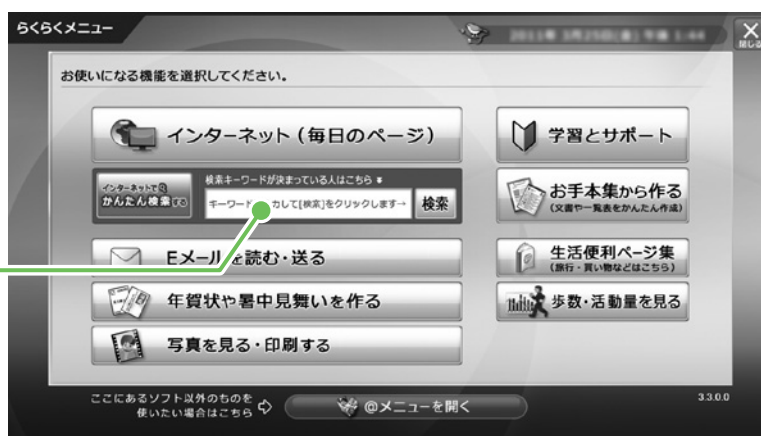 らくらくメニュー
閉じる
お使いになる機能を選択してください。
インターネット（毎日のページ）
インターネットで
かんたん検索
検索キーワードが決まっている人はこちら
キーワード 力して[検索]をクリックします→
検索
Eメールを読む・送る
年賀状や暑中見舞いを作る
写真を見る・印刷する
学習とサポート
お手本集から作る
（文書や一覧表をかんたん作成）
生活便利ページ集
（旅行・買い物などはこちら）
歩数・活動量を見る
ここにあるソフト以外のものを
使いたい場合はこちら
@メニューを開く
3.3.0.0